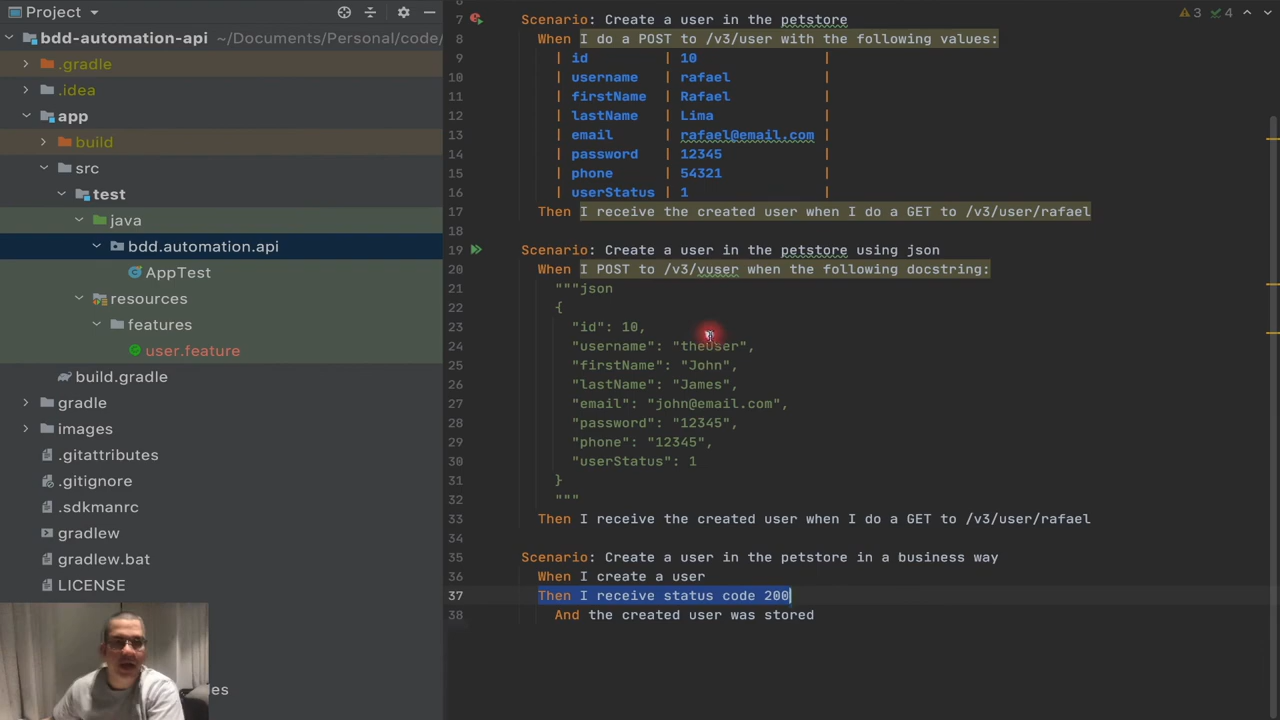 Project
bdd-automation-api ~/Documents/Personal/code/
.gradle
.idea
app
build
src
test
java
bdd.automation.api
AppTest
resources
features
user.feature
build.gradle
gradle
images
.gitattributes
.gitignore
.sdkmanrc
gradlew
gradlew.bat
LICENSE
es
3 4
7 Scenario: Create a user in the petstore
8 When I do a POST to /v3/user with the following values:
9 | id | 10 |
10 | username | rafael |
11 | firstName | Rafael |
12 | lastName | Lima |
13 | email | rafael@email.com |
14 | password | 12345 |
15 | phone | 54321 |
16 | userStatus | 1 |
17 Then I receive the created user when I do a GET to /v3/user/rafael
18
19 Scenario: Create a user in the petstore using json
20 When I POST to /v3/vuser when the following docstring:
21 """json
22 {
23 "id": 10,
24 "username": "theuser",
25 "firstName": "John",
26 "lastName": "James",
27 "email": "john@email.com",
28 "password": "12345",
29 "phone": "12345",
30 "userStatus": 1
31 }
32 """
33 Then I receive the created user when I do a GET to /v3/user/rafael
34
35 Scenario: Create a user in the petstore in a business way
36 When I create a user
37 Then I receive status code 200
38 And the created user was stored